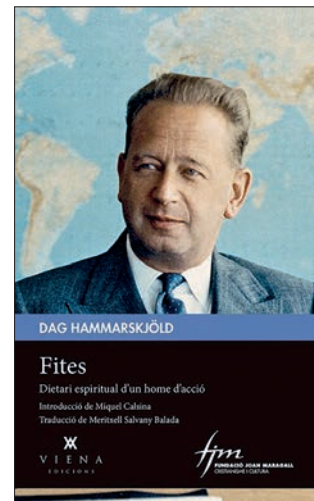 DAG HAMMARSKJÖLD
Fites
Dietari espiritual d'un home d'acció
Introducció de Miquel Calsina
Traducció de Meritxell Salvany Balada
VIENA
EDICIONS
fjm
FUNDACIÓ JOAN MARAGALL
CRISTIANISME I CULTURA